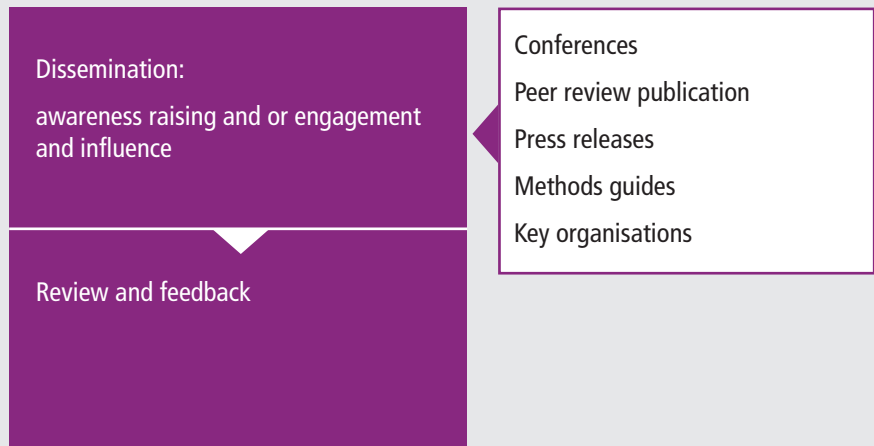 Dissemination:
awareness raising and or engagement
and influence
Conferences
Peer review publication
Press releases
Methods guides
Key organisations
Review and feedback